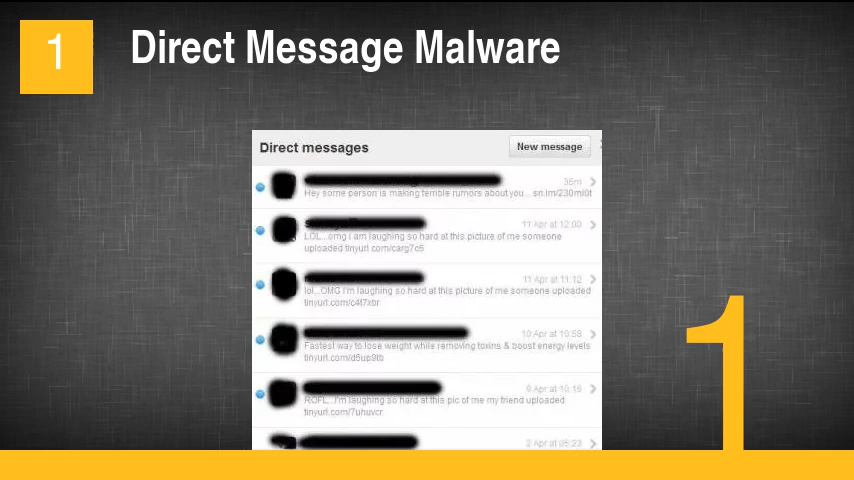 1
Direct Message Malware
Direct messages
New message
36m
Hey some person is making terrible rumors about you...
11 Apr at 12:00
LOL...omg I am laughing so hard at this picture of me someone
uploaded tinyurl.com/carg7c6
11 Apr at 11:12
lol...OMG I'm laughing so hard at this picture of me someone uploaded
tinyurl.com/c4t7xbr
10 Apr at 19:58
Fastest way to lose weight while removing toxins & boost energy levels
tinyurl.com/d6up9tb
9 Apr at 10:16
ROFL...I'm laughing so hard at this pic of me my friend uploaded
tinyurl.com/7uhuvcr
2 Apr at 05:23
1